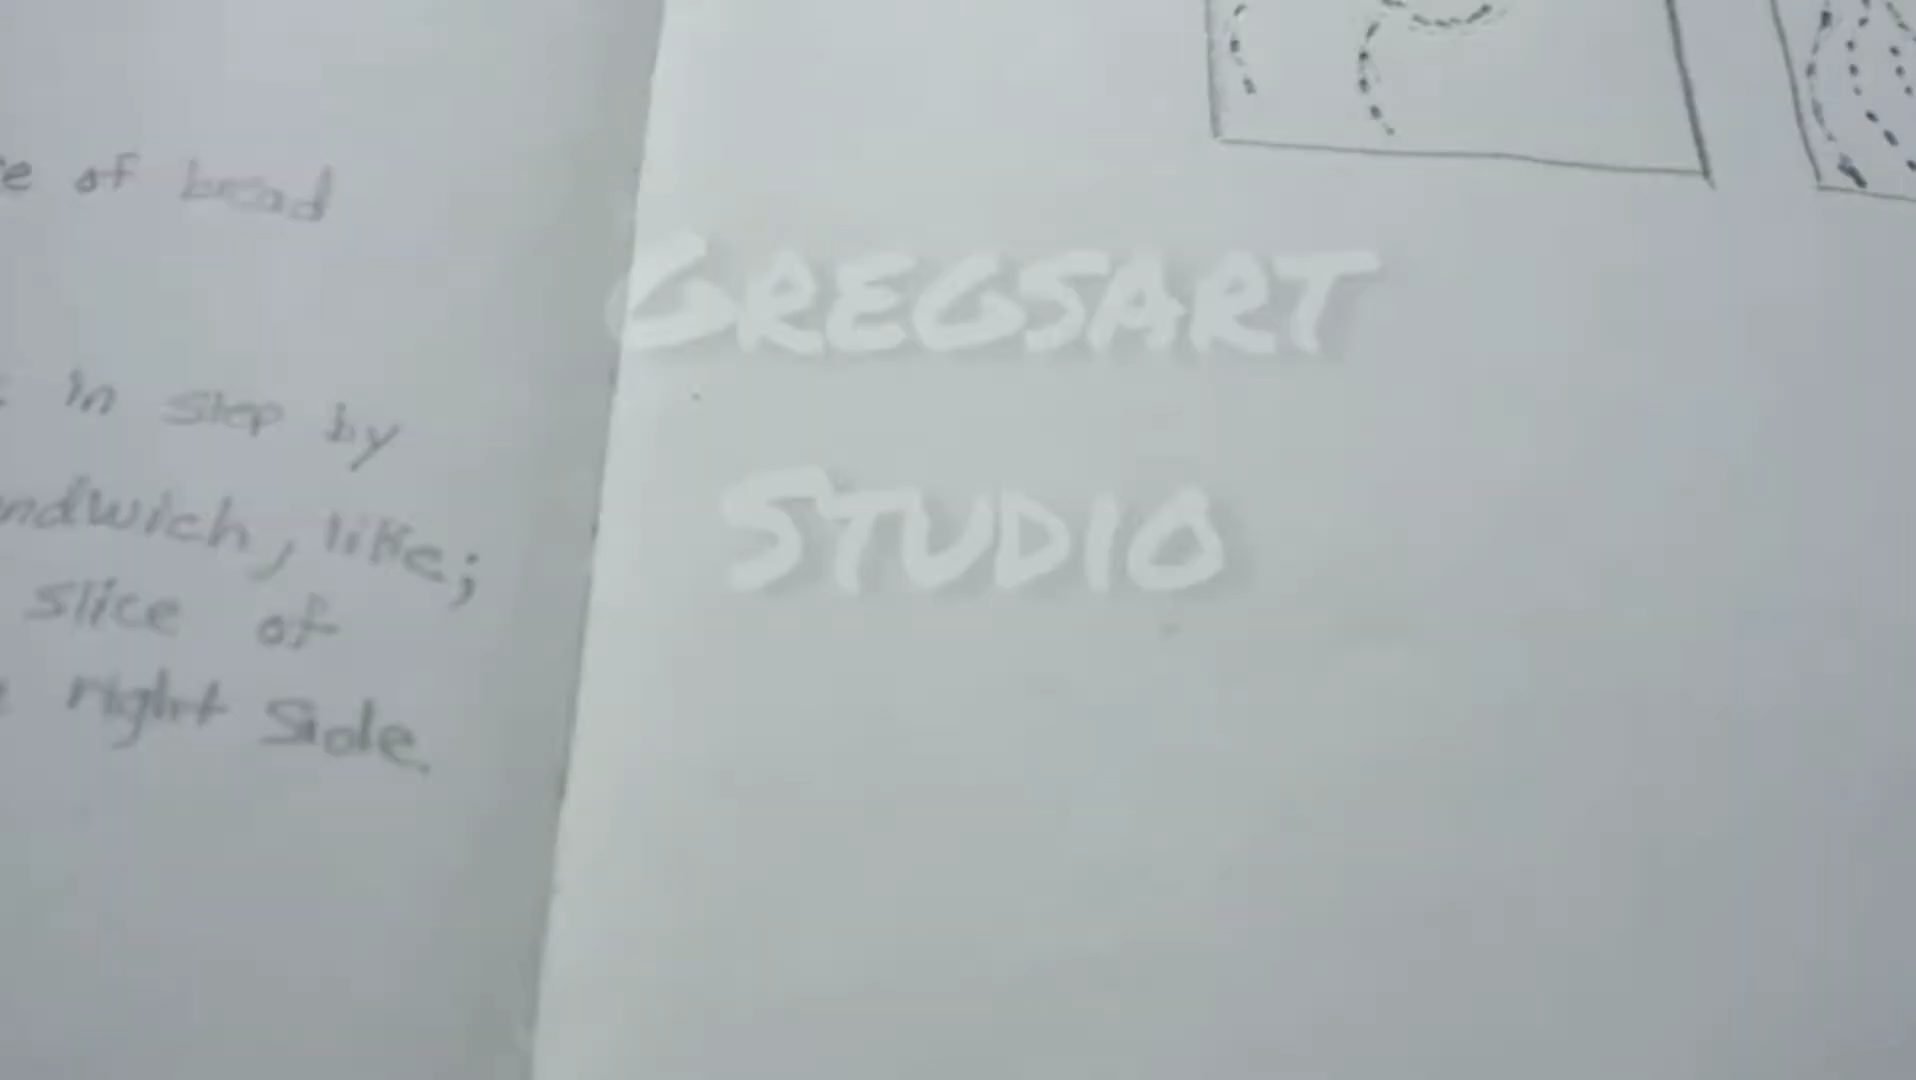 of bread
in step by
ndwich, like;
slice of
right side
GREGSART
STUDIO